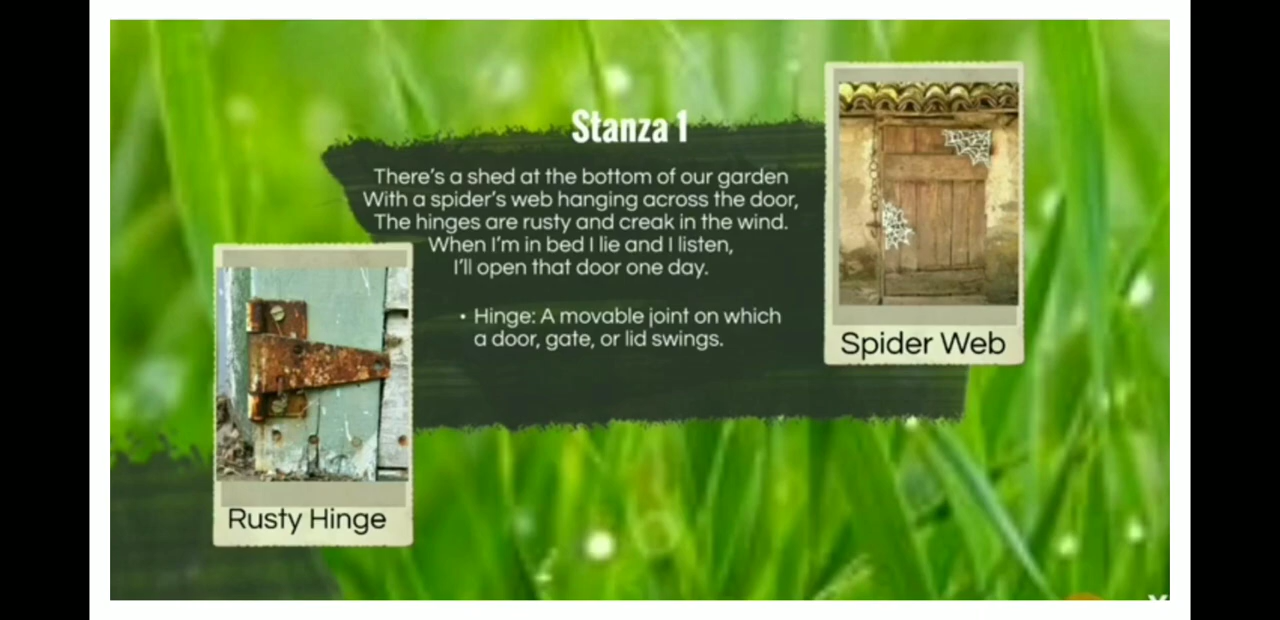 Stanza 1
There's a shed at the bottom of our garden
With a spider's web hanging across the door,
The hinges are rusty and creak in the wind.
When I'm in bed I lie and I listen,
I'll open that door one day.
• Hinge: A movable joint on which
a door, gate, or lid swings.
Spider Web
Rusty Hinge